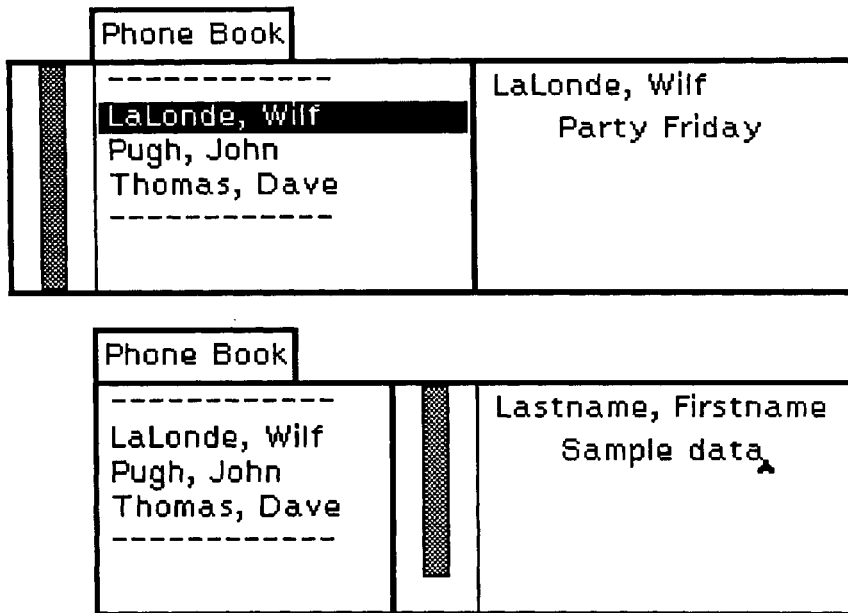 Phone Book
------------
LaLonde, Wilf
Pugh, John
Thomas, Dave
------------
LaLonde, Wilf
Party Friday
Phone Book
------------
LaLonde, Wilf
Pugh, John
Thomas, Dave
------------
Lastname, Firstname
Sample data